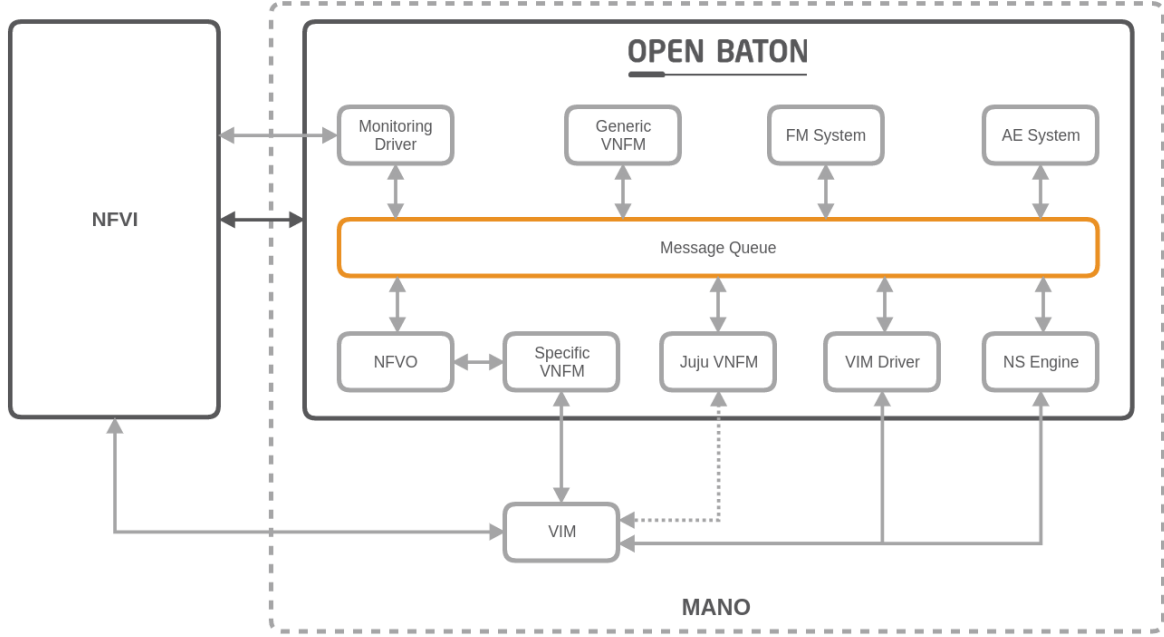 OPEN BATON
Monitoring
Driver
Generic
VNFM
FM System
AE System
NFVI
Message Queue
NFVO
Specific
VNFM
Juju VNFM
VIM Driver
NS Engine
VIM
MANO